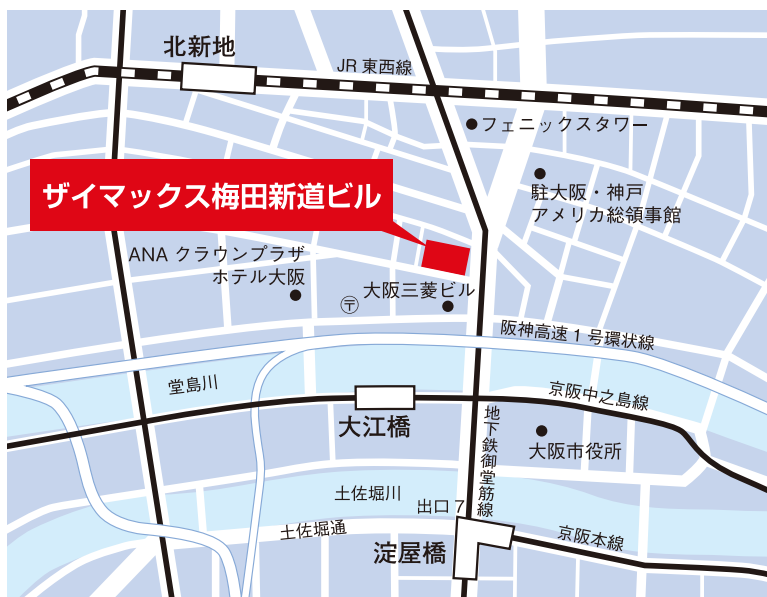 北新地
JR東西線
フェニックスタワー
駐大阪・神戸
アメリカ総領事館
ザイマックス梅田新道ビル
ANA クラウンプラザ
ホテル大阪
〒
大阪三菱ビル
阪神高速1号環状線
堂島川
京阪中之島線
大江橋
地下鉄御堂筋線
大阪市役所
土佐堀川
出口7
土佐堀通
淀屋橋
京阪本線